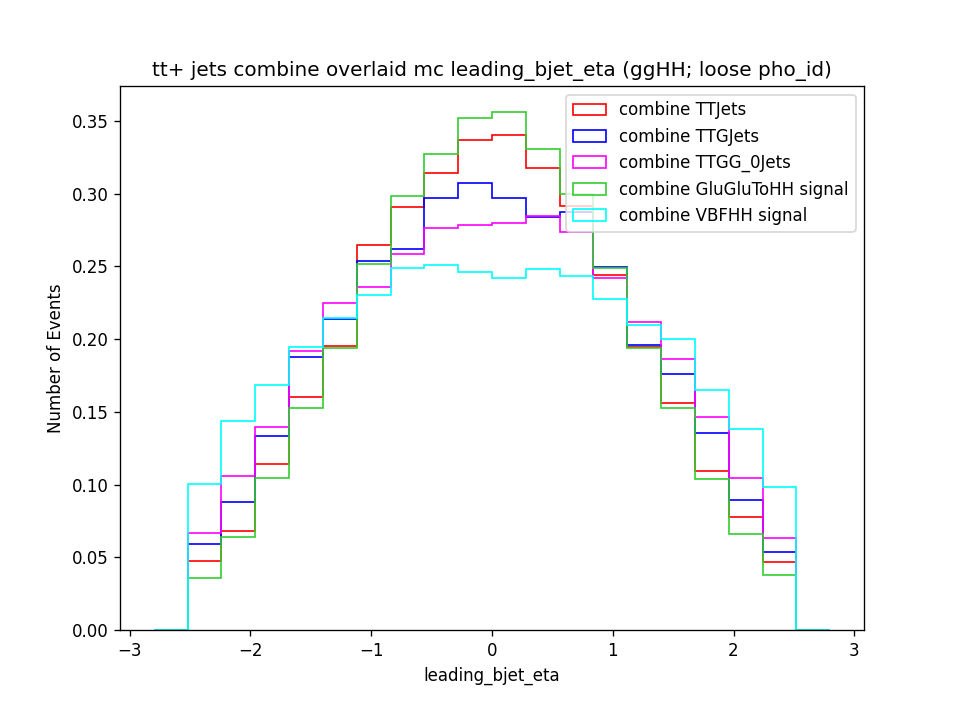 tt+ jets combine overlaid mc leading_bjet_eta (ggHH; loose pho_id)
combine TTJets
combine TTGJets
combine TTGG_0Jets
combine GluGluToHH signal
combine VBFHH signal
Number of Events
0.35
0.30
0.25
0.20
0.15
0.10
0.05
0.00
−3 −2 −1 0 1 2 3
leading_bjet_eta